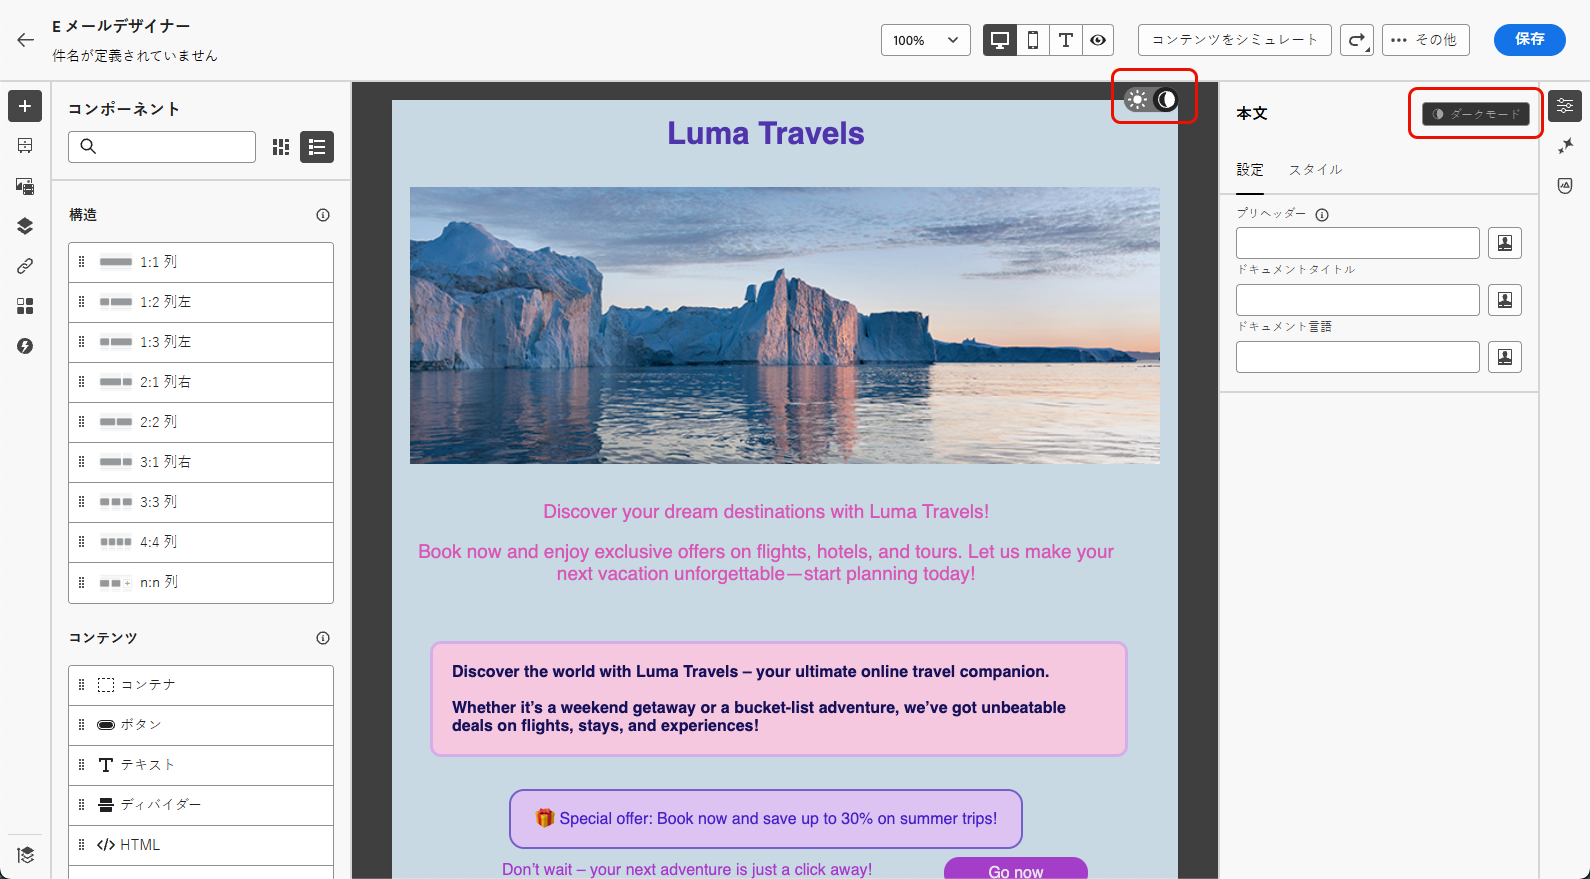 E メールデザイナー
件名が定義されていません
100%
コンテンツをシミュレート
その他
保存
コンポーネント
構造
1:1 列
1:2 列左
1:3 列左
2:1 列右
2:2 列
3:1 列右
3:3 列
4:4 列
n:n 列
コンテンツ
コンテナ
ボタン
テキスト
ディバイダー
HTML
Luma Travels
Discover your dream destinations with Luma Travels!
Book now and enjoy exclusive offers on flights, hotels, and tours. Let us make your
next vacation unforgettable—start planning today!
Discover the world with Luma Travels – your ultimate online travel companion.
Whether it’s a weekend getaway or a bucket-list adventure, we’ve got unbeatable
deals on flights, stays, and experiences!
🎁 Special offer: Book now and save up to 30% on summer trips!
Don’t wait – your next adventure is just a click away!
Go now
本文
ダークモード
設定
スタイル
プリヘッダー
ドキュメントタイトル
ドキュメント言語